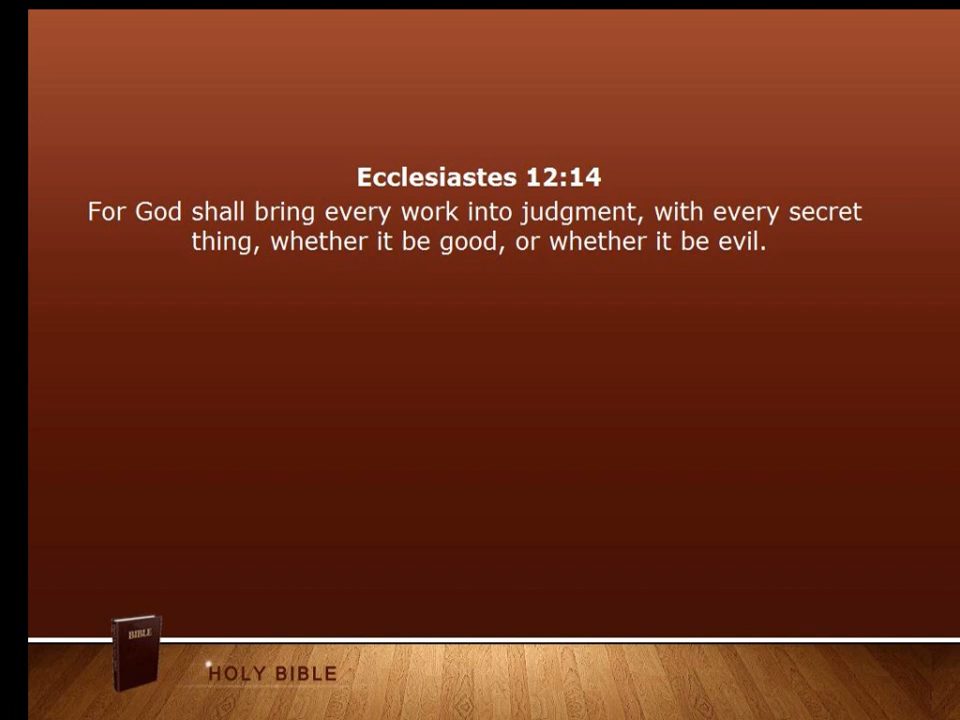 Ecclesiastes 12:14
For God shall bring every work into judgment, with every secret
thing, whether it be good, or whether it be evil.
BIBLE
HOLY BIBLE